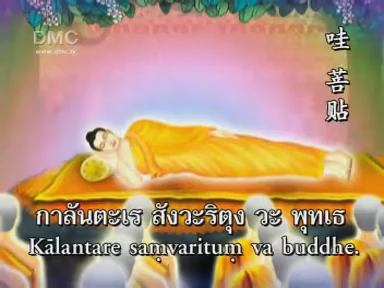 DMC
www.dmc.tv
哇 菩 贴
กาลันตะเร สังวะริตุง วะ พุทเธ
Kālantare saṃvarituṃ va buddhe.